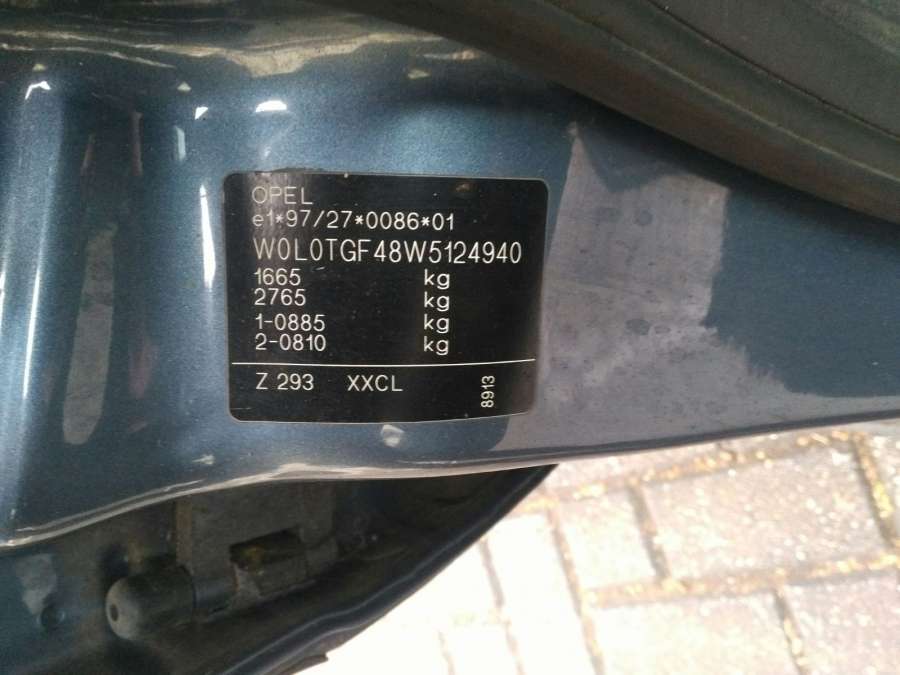 OPEL
e1*97/27*0086*01
W0L0TGF48W5124940
1665 kg
2765 kg
1-0885 kg
2-0810 kg
Z 293 XXCL
8913